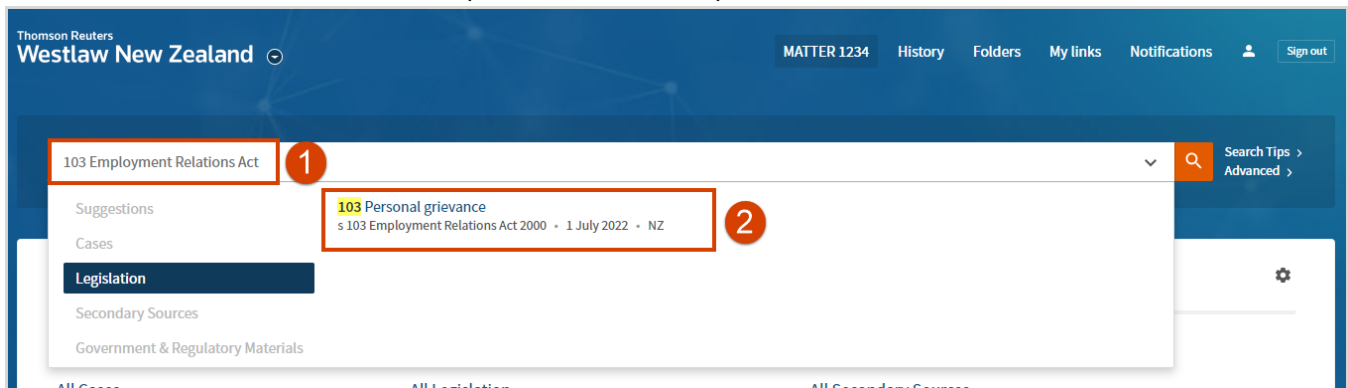 Thomson Reuters
Westlaw New Zealand
MATTER 1234 History Folders My links Notifications Sign out
103 Employment Relations Act 1
Search Tips >
Advanced >
Suggestions
Cases
Legislation
Secondary Sources
Government & Regulatory Materials
103 Personal grievance
s 103 Employment Relations Act 2000 • 1 July 2022 • NZ
2
All Legislation